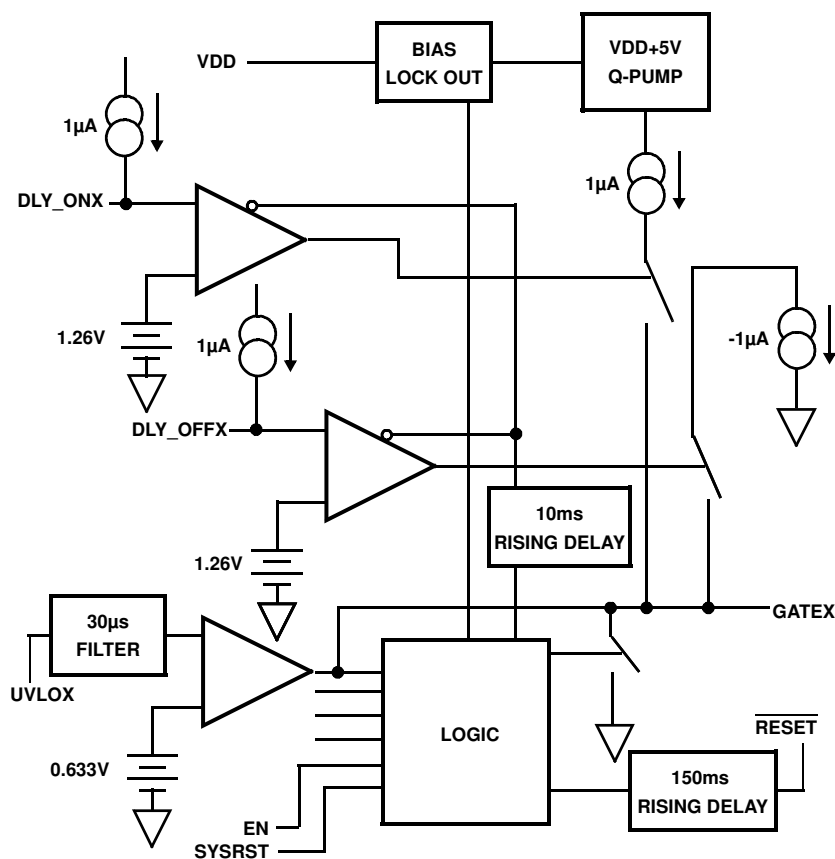 VDD
BIAS
LOCK OUT
VDD+5V
Q-PUMP
1µA
1µA
DLY_ONX
1.26V
1µA
-1µA
DLY_OFFX
10ms
RISING DELAY
1.26V
30µs
FILTER
GATEX
UVLOX
LOGIC
RESET
0.633V
150ms
RISING DELAY
EN
SYSRST